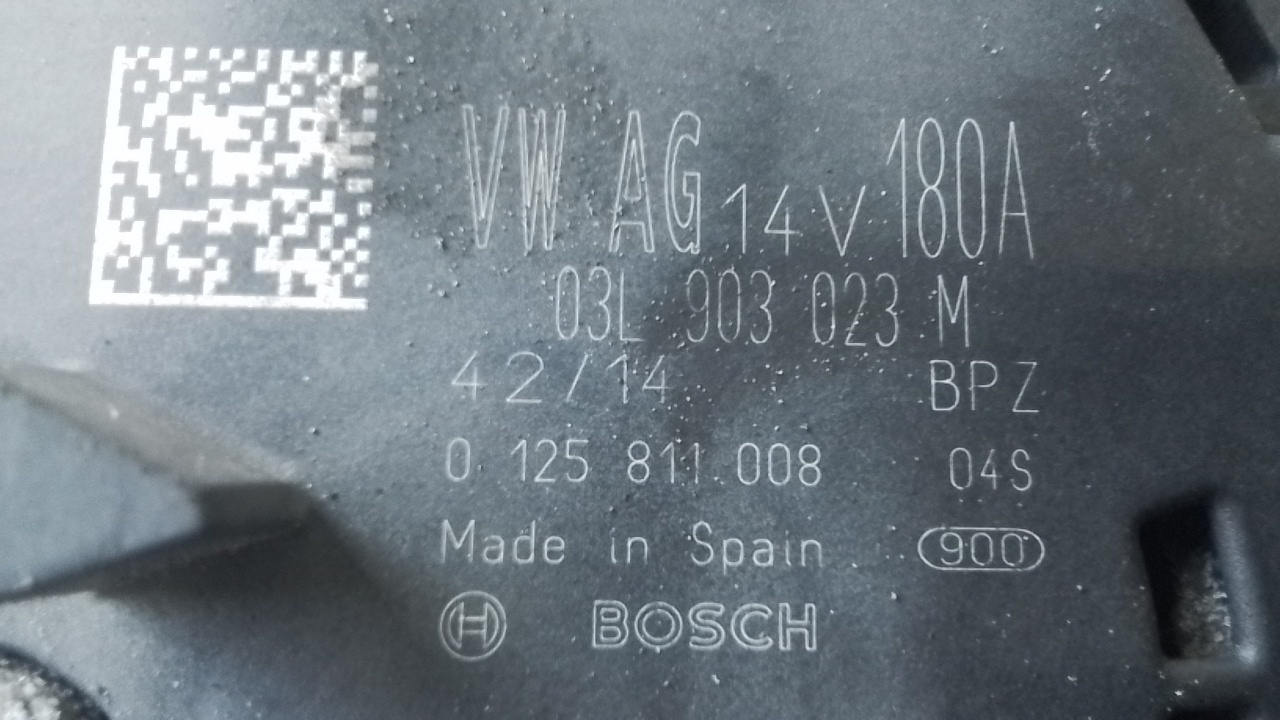 VW AG 14V 180A
03L 903 023 M
42/14 BPZ
0 125 811 008 04S
Made in Spain 900
H BOSCH